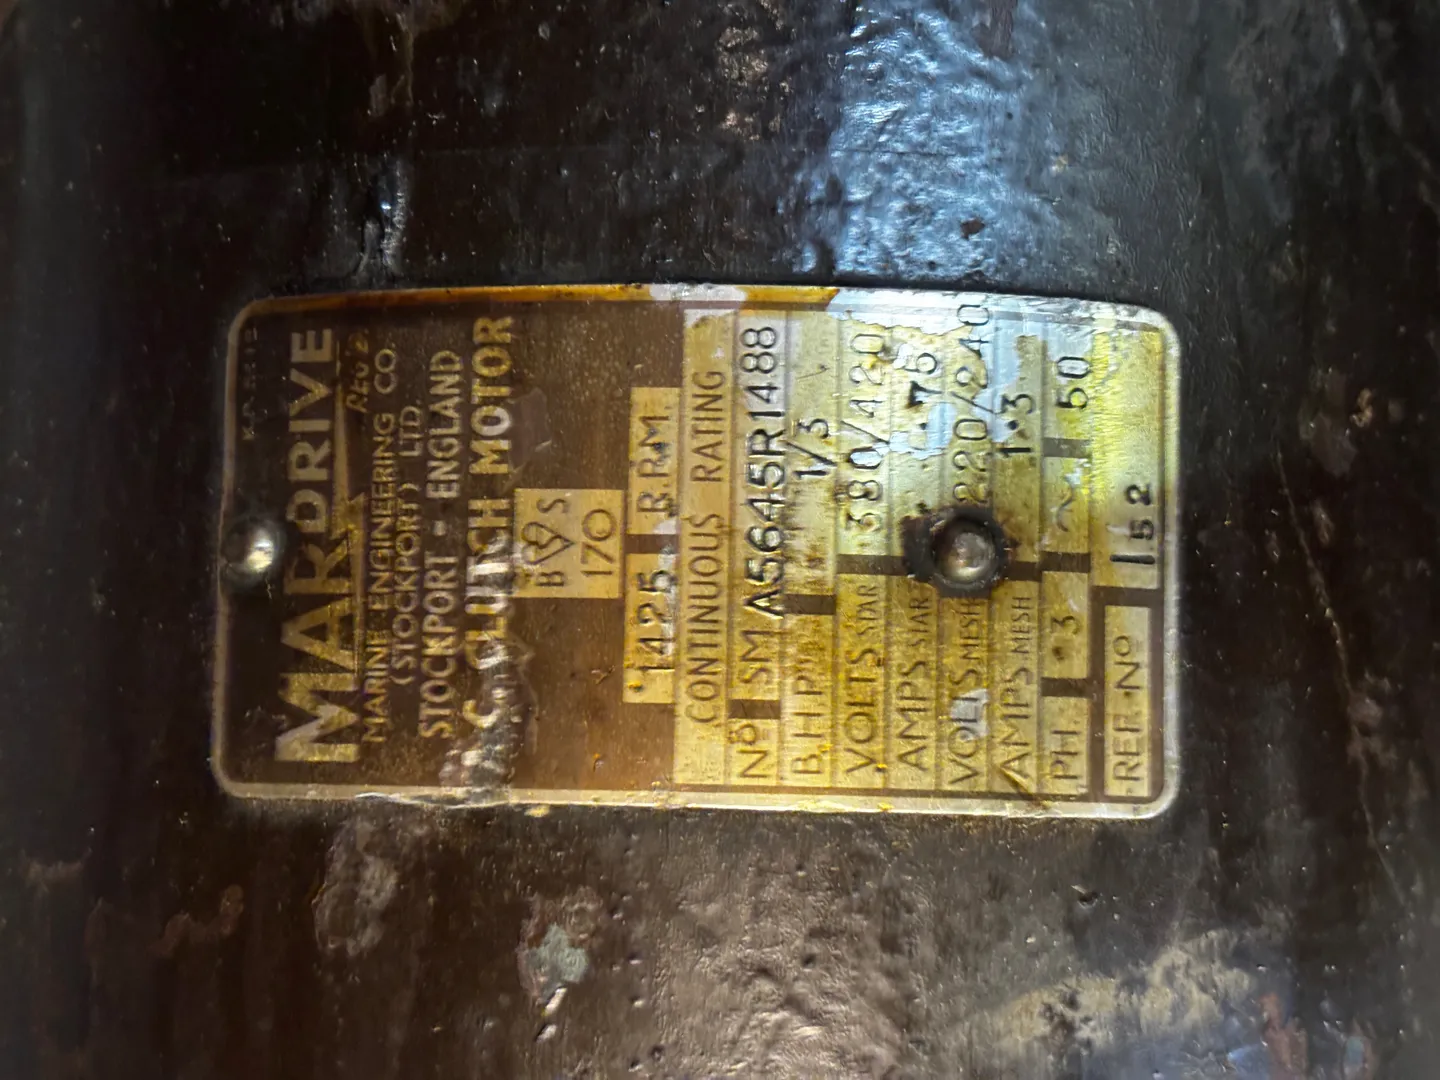 MARDRIVE
REG 2.
MARINE ENGINEERING CO.
(STOCKPORT) LTD.
STOCKPORT - ENGLAND
A.C. CLUTCH MOTOR
B S
170
1425 R.P.M.
CONTINUOUS RATING
Nº SM A5645R1488
B.H.P. 1/3
VOLTS STAR 380/420
AMPS STAR .75
VOLTS MESH 220/240
AMPS MESH 1.3
PH. 3 ~ 50
REF. Nº 152